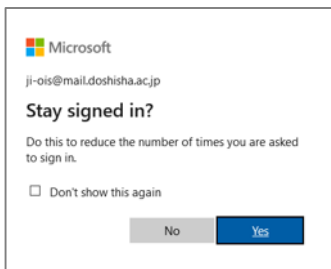 Microsoft
ji-ois@mail.doshisha.ac.jp
Stay signed in?
Do this to reduce the number of times you are asked
to sign in.
Don't show this again
No
Yes